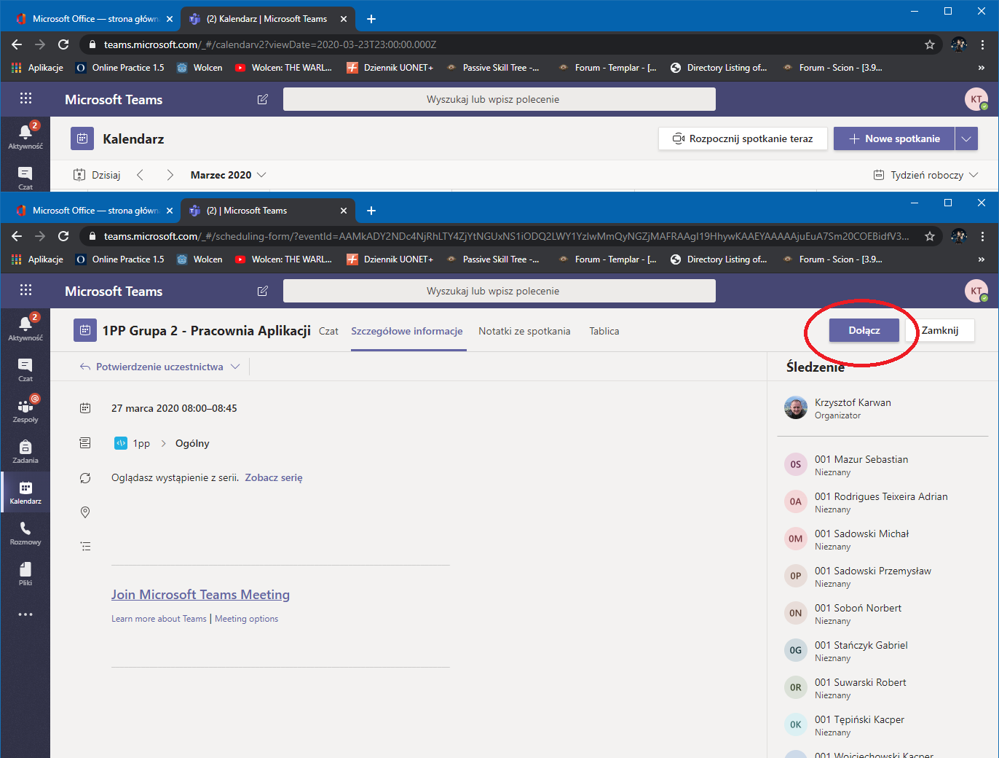 Microsoft Office — strona główn
(2) Kalendarz | Microsoft Teams
teams.microsoft.com/_#/calendarv2?viewDate=2020-03-23T23:00:00.000Z
Aplikacje Online Practice 1.5 Wolcen Wolcen: THE WARL... Dziennik UONET+ Passive Skill Tree -... Forum - Templar - [... Directory Listing of... Forum - Scion - [3.9... »
Microsoft Teams
Wyszukaj lub wpisz polecenie
KT
2
Aktywność
Kalendarz
Rozpocznij spotkanie teraz
+ Nowe spotkanie
Czat
Dzisiaj
Marzec 2020
Tydzień roboczy
Microsoft Office — strona główn
(2) | Microsoft Teams
teams.microsoft.com/_#/scheduling-form/?eventId=AAMkADY2NDc4NjRhLTY4ZjYtNGUxNS1iODQ2LWY1YzIwMmQyNGZjMAFRAAgI19HhywKAAEYAAAAAjuEuA7Sm20COEBidfV3...
Aplikacje Online Practice 1.5 Wolcen Wolcen: THE WARL... Dziennik UONET+ Passive Skill Tree -... Forum - Templar - [... Directory Listing of... Forum - Scion - [3.9... »
Microsoft Teams
Wyszukaj lub wpisz polecenie
KT
2
Aktywność
Czat
@
Zespoły
Zadania
Kalendarz
Rozmowy
Pliki
1PP Grupa 2 - Pracownia Aplikacji
Czat
Szczegółowe informacje
Notatki ze spotkania
Tablica
Dołącz
Zamknij
Potwierdzenie uczestnictwa
27 marca 2020 08:00–08:45
1pp > Ogólny
Oglądasz wystąpienie z serii. Zobacz serię
Join Microsoft Teams Meeting
Learn more about Teams | Meeting options
Śledzenie
Krzysztof Karwan
Organizator
0S
001 Mazur Sebastian
Nieznany
0A
001 Rodrigues Teixeira Adrian
Nieznany
0M
001 Sadowski Michał
Nieznany
0P
001 Sadowski Przemysław
Nieznany
0N
001 Soboń Norbert
Nieznany
0G
001 Stańczyk Gabriel
Nieznany
0R
001 Suwarski Robert
Nieznany
0K
001 Tępiński Kacper
Nieznany
001 Wojciechowski Kacper